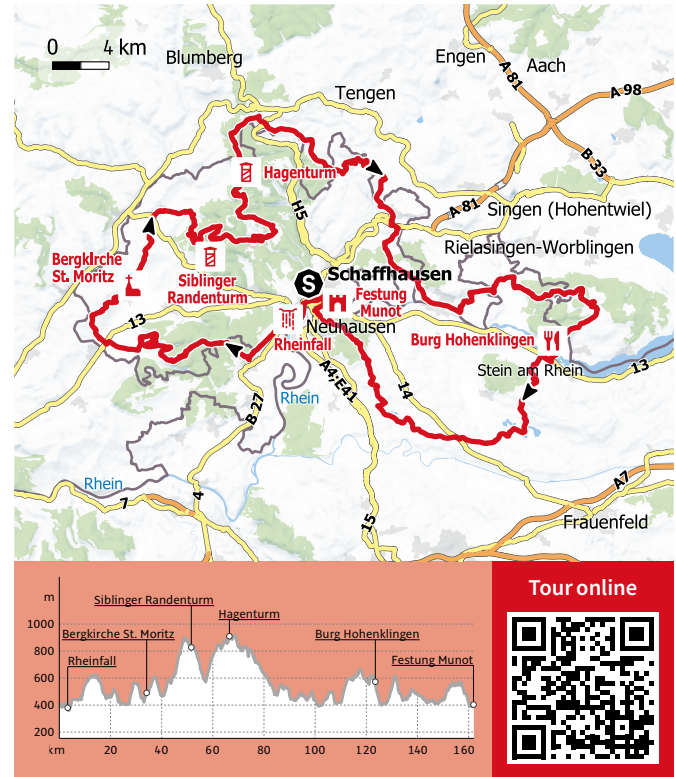 0 4 km
Blumberg
Engen
Aach
A 81
A 98
Tengen
B 33
Hagenturm
H5
A 81
Singen (Hohentwiel)
Rielasingen-Worblingen
Bergkirche
St. Moritz
Siblinger
Randenturm
S
Schaffhausen
Festung
Munot
13
Neuhausen
Rheinfall
Burg Hohenklingen
Stein am Rhein
13
A4;E41
14
Rhein
B 27
Rhein
7
4
15
A7
Frauenfeld
m
1000
800
600
400
200
km 20 40 60 80 100 120 140 160
Siblinger Randenturm
Hagenturm
Bergkirche St. Moritz
Burg Hohenklingen
Rheinfall
Festung Munot
Tour online